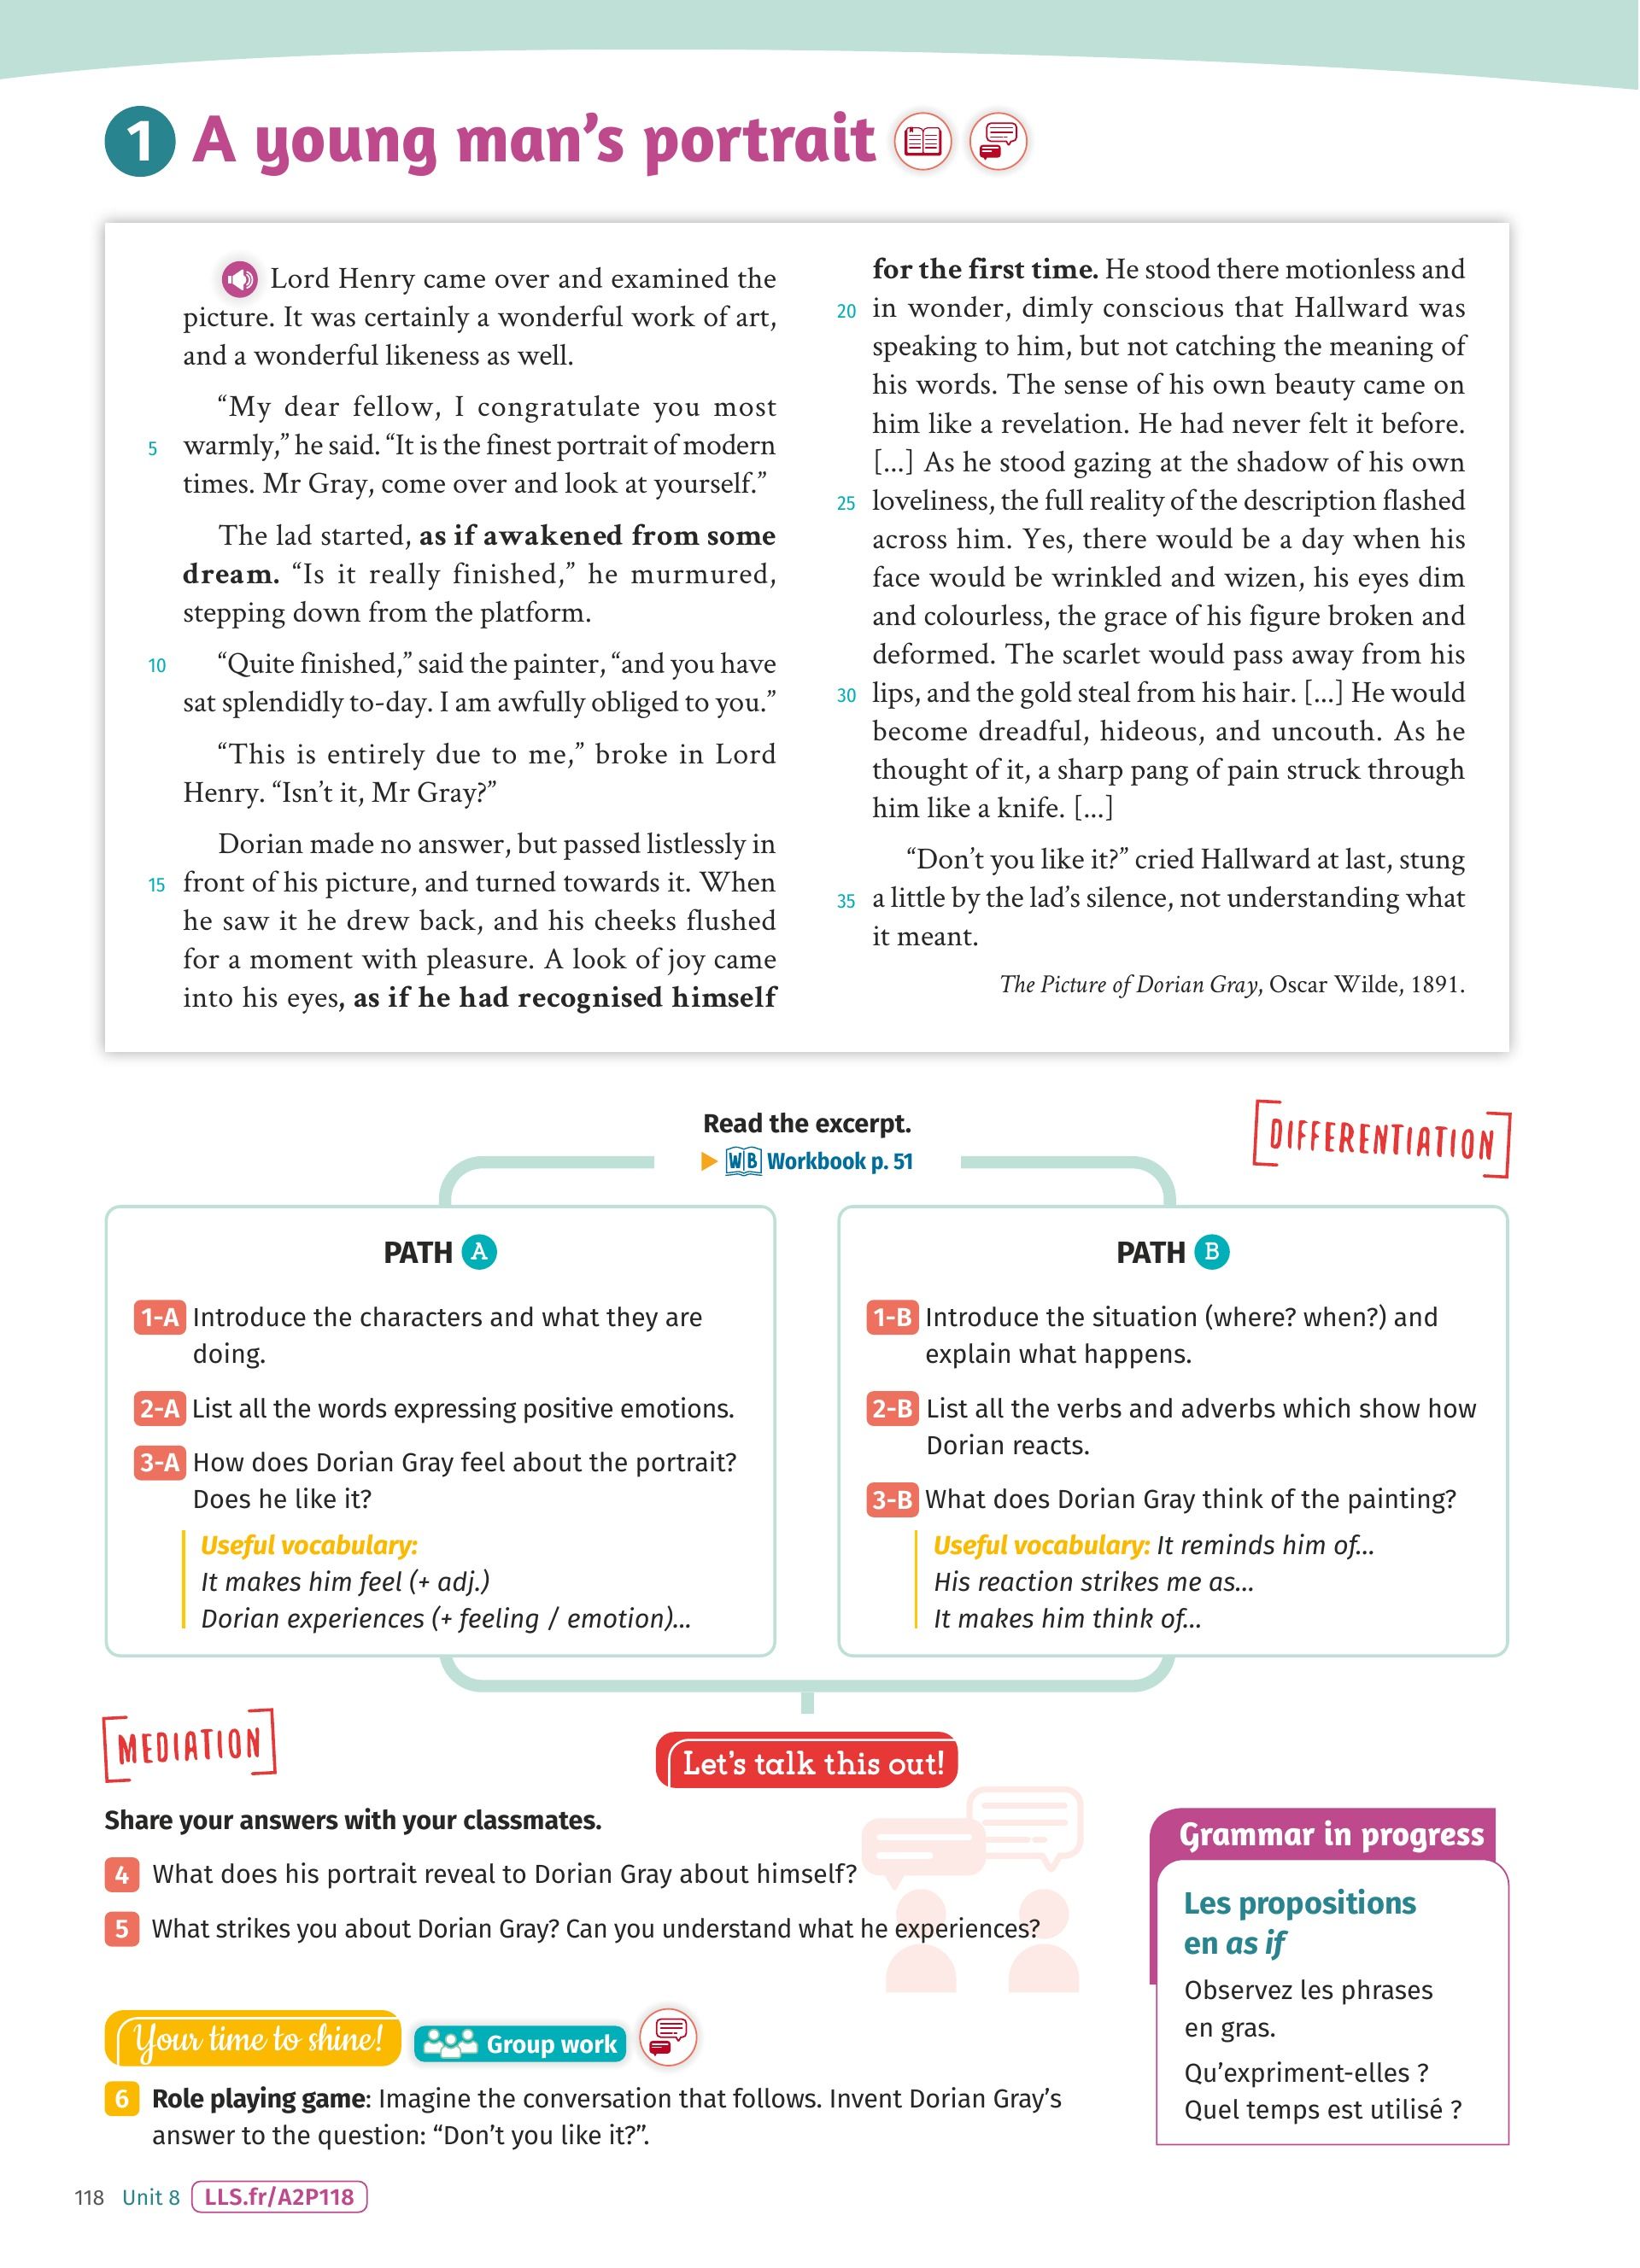 1 A young man's portrait
Lord Henry came over and examined the
picture. It was certainly a wonderful work of art,
and a wonderful likeness as well.
“My dear fellow, I congratulate you most
5 warmly,” he said. “It is the finest portrait of modern
times. Mr Gray, come over and look at yourself.”
The lad started, as if awakened from some
dream. “Is it really finished,” he murmured,
stepping down from the platform.
10 “Quite finished,” said the painter, “and you have
sat splendidly to-day. I am awfully obliged to you.”
“This is entirely due to me,” broke in Lord
Henry. “Isn’t it, Mr Gray?”
Dorian made no answer, but passed listlessly in
15 front of his picture, and turned towards it. When
he saw it he drew back, and his cheeks flushed
for a moment with pleasure. A look of joy came
into his eyes, as if he had recognised himself
for the first time. He stood there motionless and
20 in wonder, dimly conscious that Hallward was
speaking to him, but not catching the meaning of
his words. The sense of his own beauty came on
him like a revelation. He had never felt it before.
[...] As he stood gazing at the shadow of his own
25 loveliness, the full reality of the description flashed
across him. Yes, there would be a day when his
face would be wrinkled and wizen, his eyes dim
and colourless, the grace of his figure broken and
deformed. The scarlet would pass away from his
30 lips, and the gold steal from his hair. [...] He would
become dreadful, hideous, and uncouth. As he
thought of it, a sharp pang of pain struck through
him like a knife. [...]
“Don’t you like it?” cried Hallward at last, stung
35 a little by the lad’s silence, not understanding what
it meant.
The Picture of Dorian Gray, Oscar Wilde, 1891.
Read the excerpt.
WB Workbook p. 51
DIFFERENTIATION
PATH A
1-A Introduce the characters and what they are
doing.
2-A List all the words expressing positive emotions.
3-A How does Dorian Gray feel about the portrait?
Does he like it?
Useful vocabulary:
It makes him feel (+ adj.)
Dorian experiences (+ feeling / emotion)...
PATH B
1-B Introduce the situation (where? when?) and
explain what happens.
2-B List all the verbs and adverbs which show how
Dorian reacts.
3-B What does Dorian Gray think of the painting?
Useful vocabulary: It reminds him of...
His reaction strikes me as...
It makes him think of...
MEDIATION
Let’s talk this out!
Share your answers with your classmates.
4 What does his portrait reveal to Dorian Gray about himself?
5 What strikes you about Dorian Gray? Can you understand what he experiences?
Your time to shine! Group work
6 Role playing game: Imagine the conversation that follows. Invent Dorian Gray’s
answer to the question: “Don’t you like it?”.
Grammar in progress
Les propositions
en as if
Observez les phrases
en gras.
Qu’expriment-elles ?
Quel temps est utilisé ?
118 Unit 8 LLS.fr/A2P118